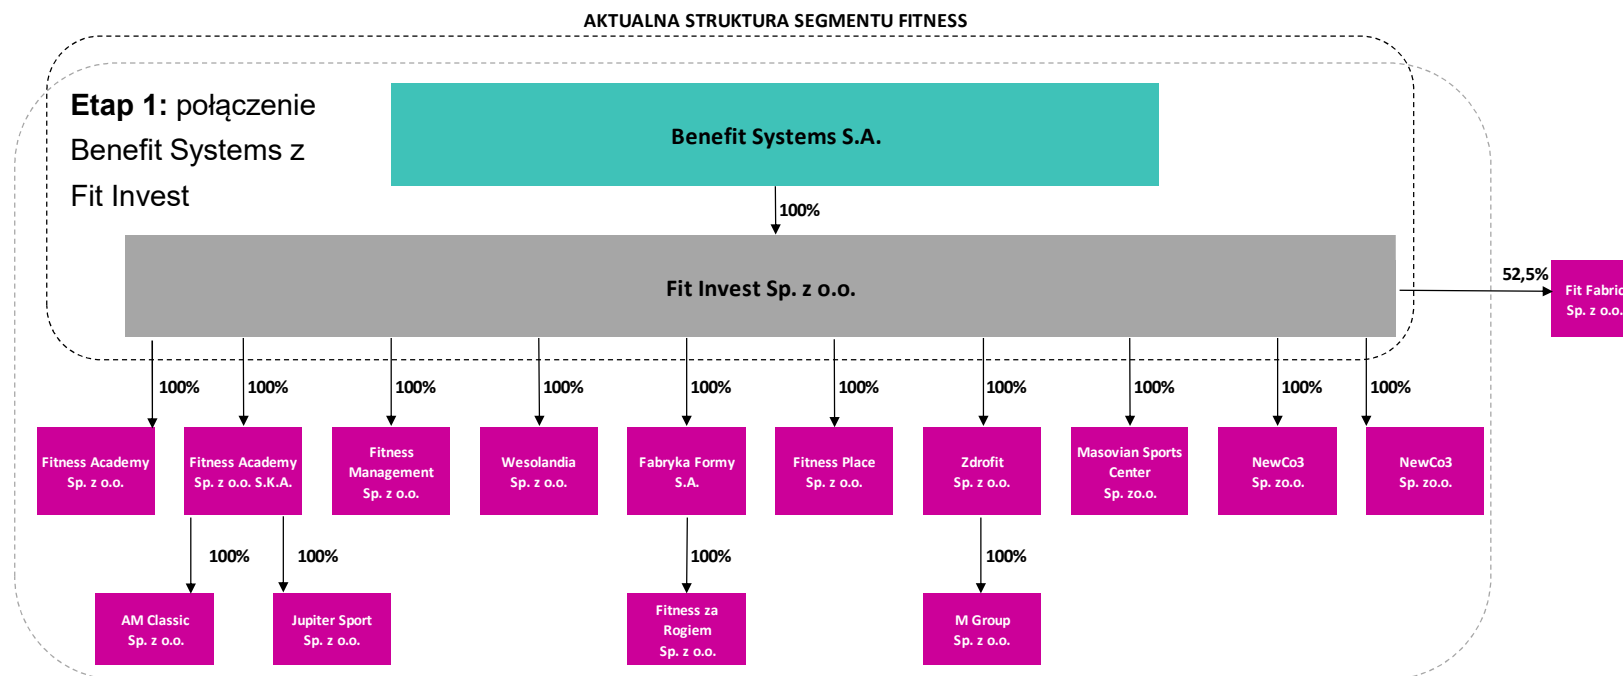 AKTUALNA STRUKTURA SEGMENTU FITNESS
Etap 1: połączenie
Benefit Systems z
Fit Invest
Benefit Systems S.A.
100%
Fit Invest Sp. z o.o.
52,5%
Fit Fabric
Sp. z o.o.
100%
100%
100%
100%
100%
100%
100%
100%
100%
100%
Fitness Academy
Sp. z o.o.
Fitness Academy
Sp. z o.o. S.K.A.
Fitness
Management
Sp. z o.o.
Wesolandia
Sp. z o.o.
Fabryka Formy
S.A.
Fitness Place
Sp. z o.o.
Zdrofit
Sp. z o.o.
Masovian Sports
Center
Sp. zo.o.
NewCo3
Sp. zo.o.
NewCo3
Sp. zo.o.
100%
100%
100%
100%
AM Classic
Sp. z o.o.
Jupiter Sport
Sp. z o.o.
Fitness za
Rogiem
Sp. z o.o.
M Group
Sp. z o.o.